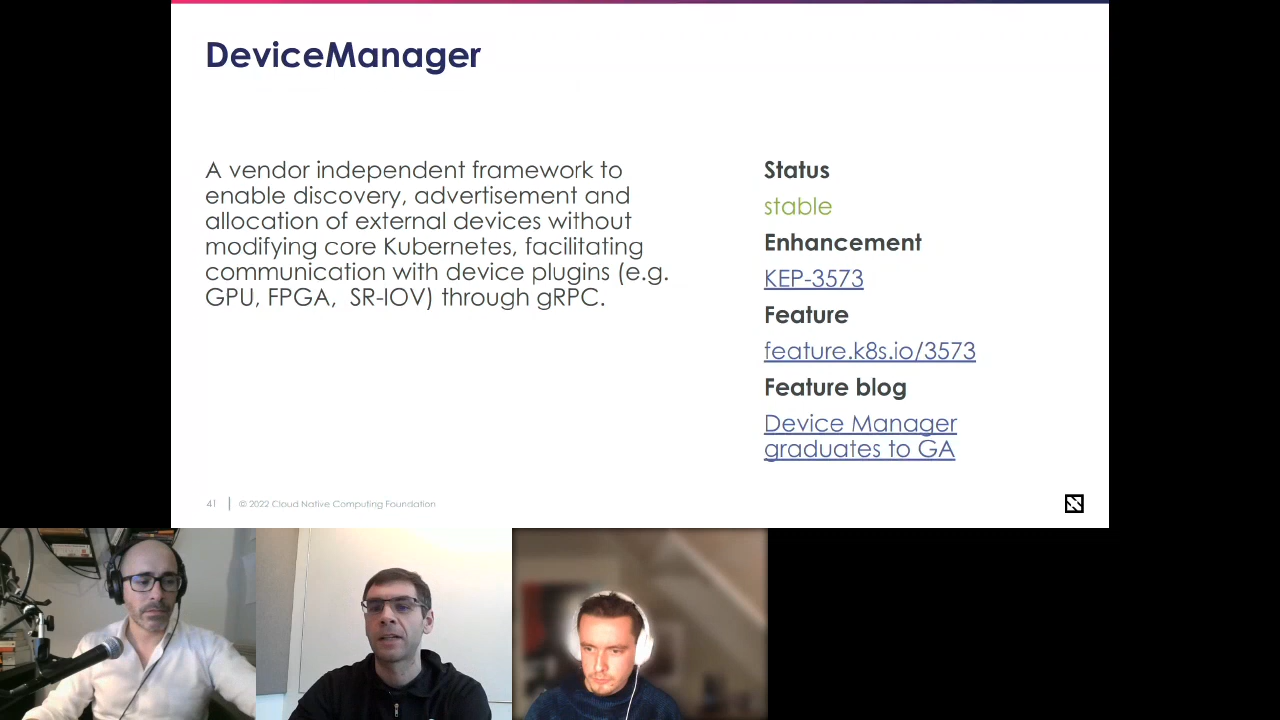 DeviceManager
A vendor independent framework to
enable discovery, advertisement and
allocation of external devices without
modifying core Kubernetes, facilitating
communication with device plugins (e.g.
GPU, FPGA,  SR-IOV) through gRPC.
Status
stable
Enhancement
KEP-3573
Feature
feature.k8s.io/3573
Feature blog
Device Manager
graduates to GA
41 | © 2022 Cloud Native Computing Foundation